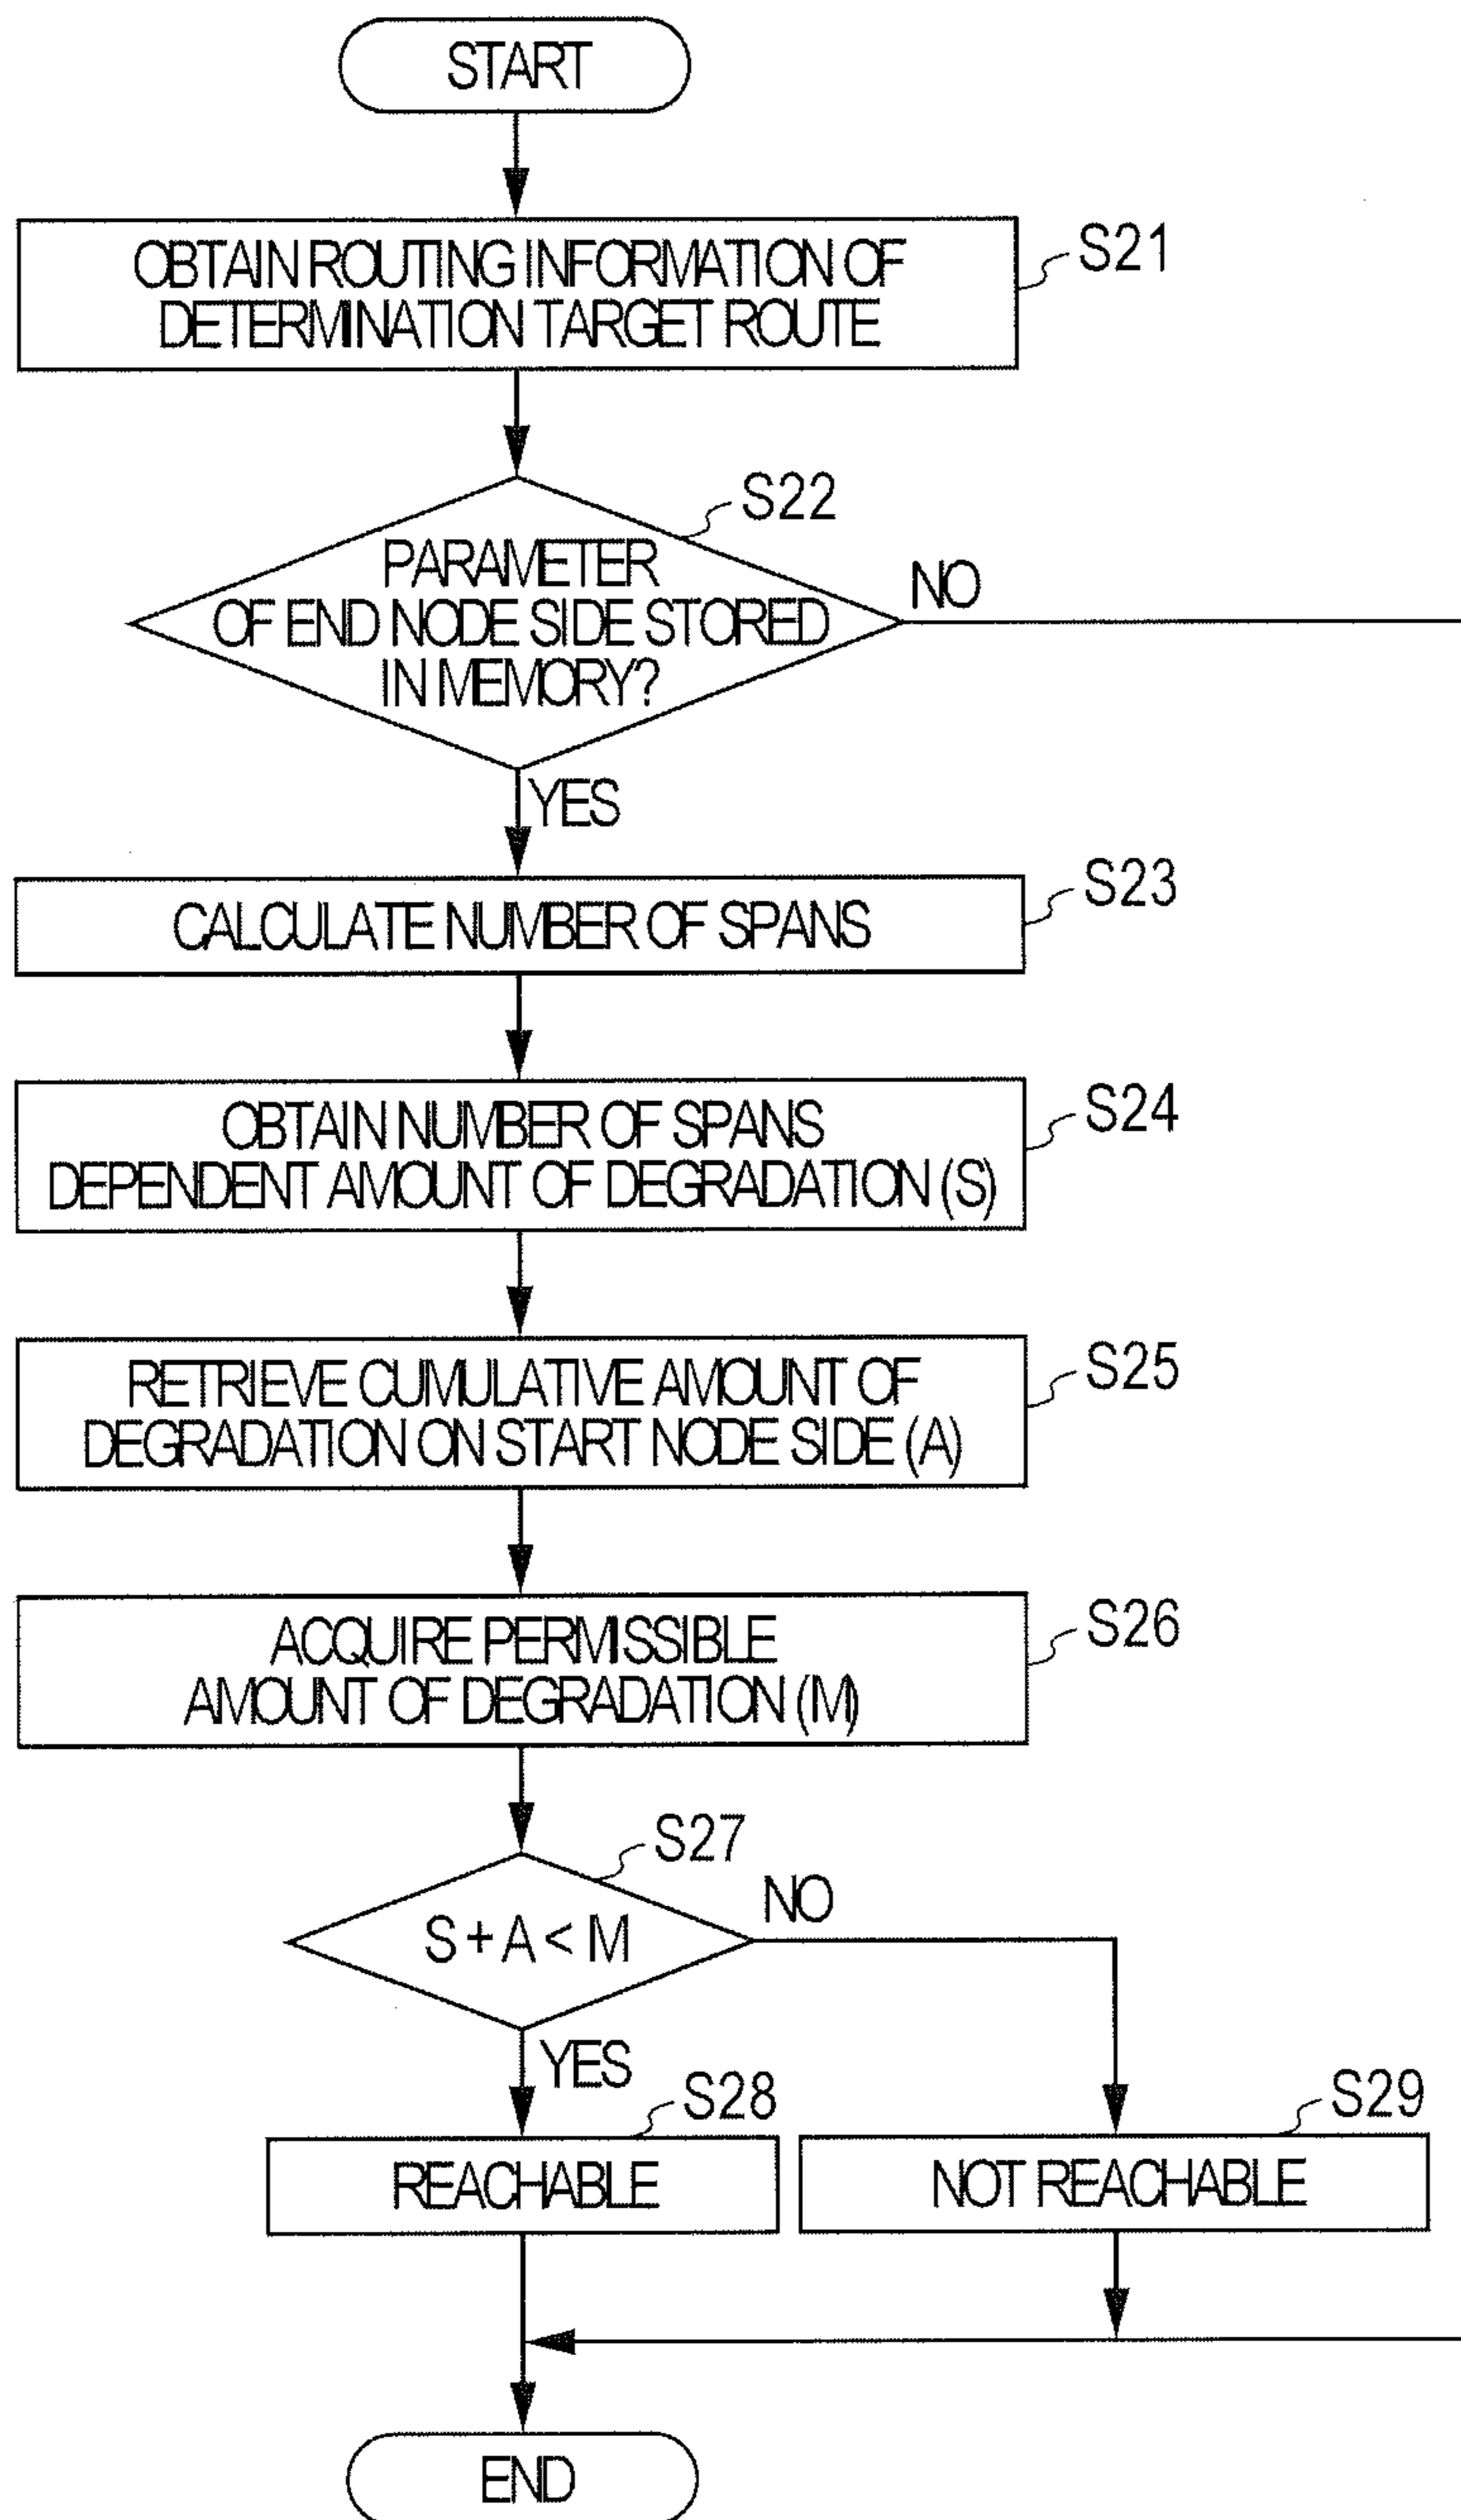 START
OBTAIN ROUTING INFORMATION OF
DETERMINATION TARGET ROUTE
S21
S22
PARAMETER
OF END NODE SIDE STORED
IN MEMORY?
NO
YES
S23
CALCULATE NUMBER OF SPANS
S24
OBTAIN NUMBER OF SPANS
DEPENDENT AMOUNT OF DEGRADATION (S)
S25
RETRIEVE CUMULATIVE AMOUNT OF
DEGRADATION ON START NODE SIDE (A)
S26
ACQUIRE PERMISSIBLE
AMOUNT OF DEGRADATION (M)
S27
S + A < M
NO
YES
S28
REACHABLE
S29
NOT REACHABLE
END